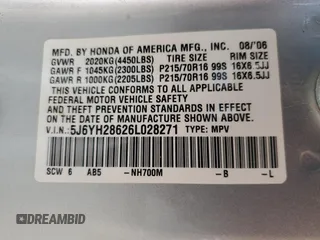 MFD. BY HONDA OF AMERICA MFG., INC. 08/'06
GVWR 2020KG(4450LBS) TIRE SIZE RIM SIZE
GAWR F 1045KG(2300LBS) P215/70R16 99S 16X6.5JJ
GAWR R 1000KG(2205LBS) P215/70R16 99S 16X6.5JJ
THIS VEHICLE CONFORMS TO ALL APPLICABLE
FEDERAL MOTOR VEHICLE SAFETY AND
THEFT PREVENTION STANDARDS IN EFFECT ON
THE DATE OF MANUFACTURE SHOWN ABOVE.
V.I.N.: 5J6YH28626L028271 TYPE: MPV
SCW 6 AB5 -NH700M -B -L
© DREAMBID